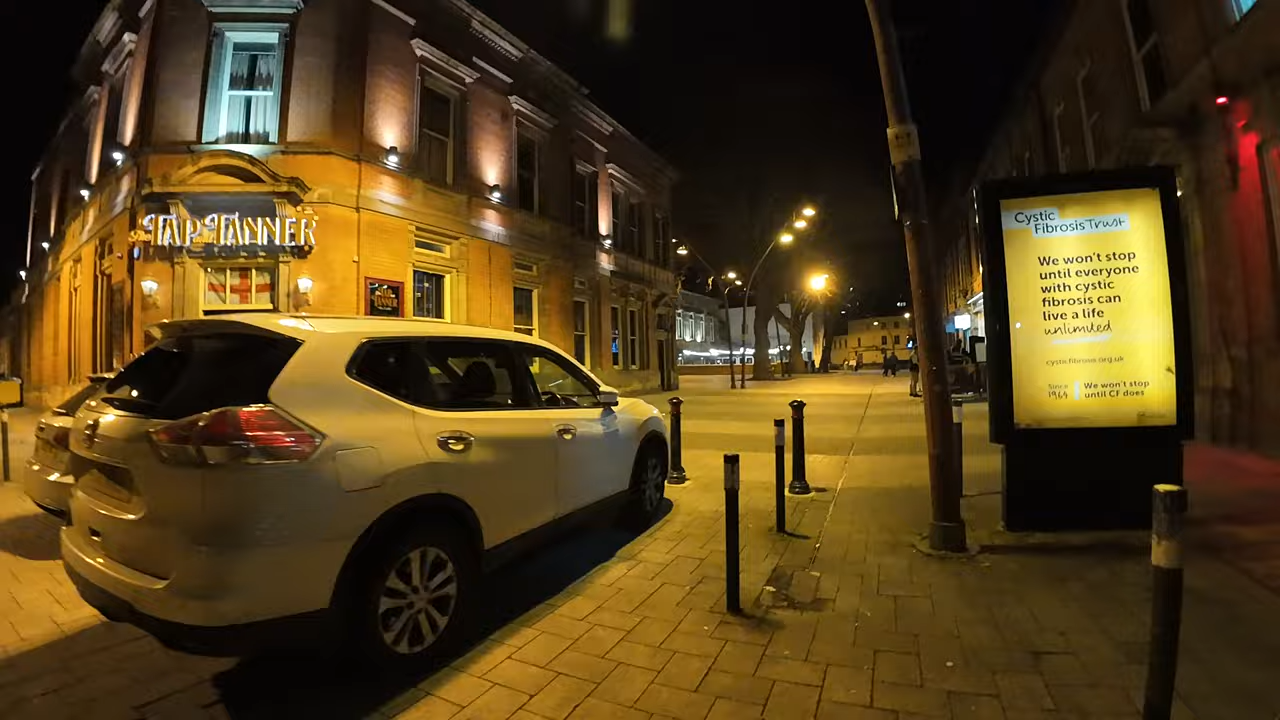 The
TAP & TANNER
TANNER
Cystic
Fibrosis Trust
We won't stop
until everyone
with cystic
fibrosis can
live a life
unlimited
cysticfibrosis.org.uk
Since
1964
We won't stop
until CF does